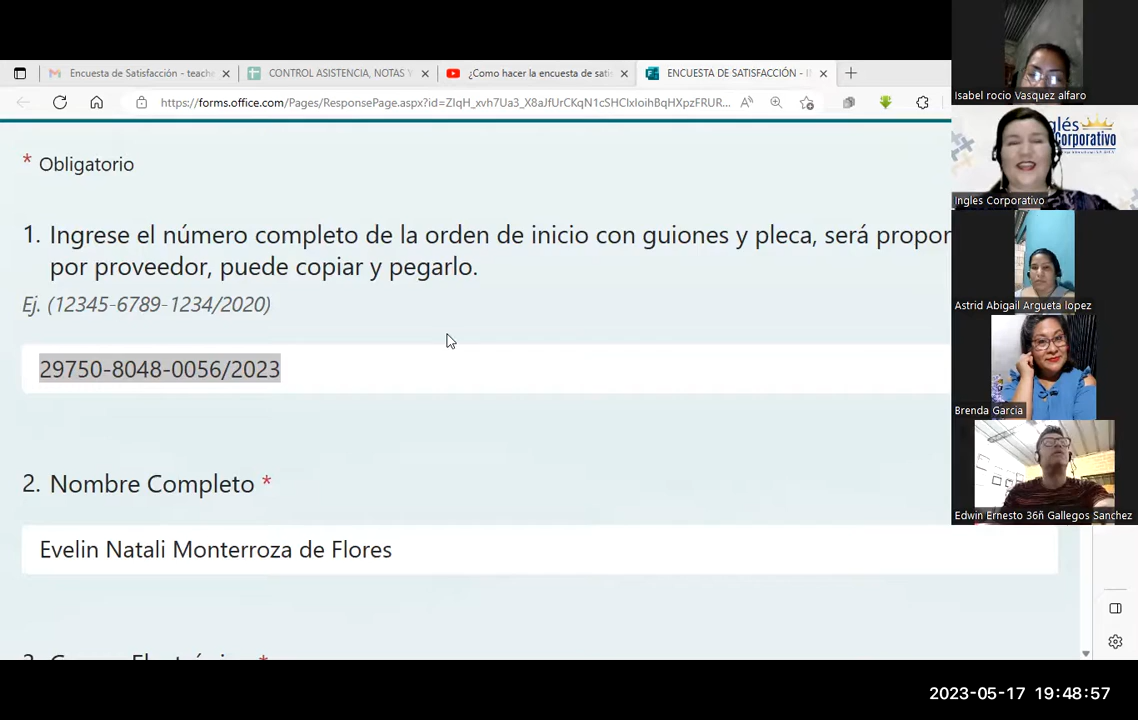 Encuesta de Satisfacción - teache
CONTROL ASISTENCIA, NOTAS Y
¿Como hacer la encuesta de sati
ENCUESTA DE SATISFACCIÓN - I
https://forms.office.com/Pages/ResponsePage.aspx?id=ZIqH_xvh7Ua3_X8aJfUrCKqN1cSHClxIoihBqHXpzFRUR...
* Obligatorio
1. Ingrese el número completo de la orden de inicio con guiones y pleca, será propor
por proveedor, puede copiar y pegarlo.
Ej. (12345-6789-1234/2020)
29750-8048-0056/2023
2. Nombre Completo *
Evelin Natali Monterroza de Flores
Isabel rocio Vasquez alfaro
glés
Corporativo
Ingles Corporativo
Astrid Abigail Argueta lopez
Brenda Garcia
Edwin Ernesto 36ñ Gallegos Sanchez
2023-05-17 19:48:57